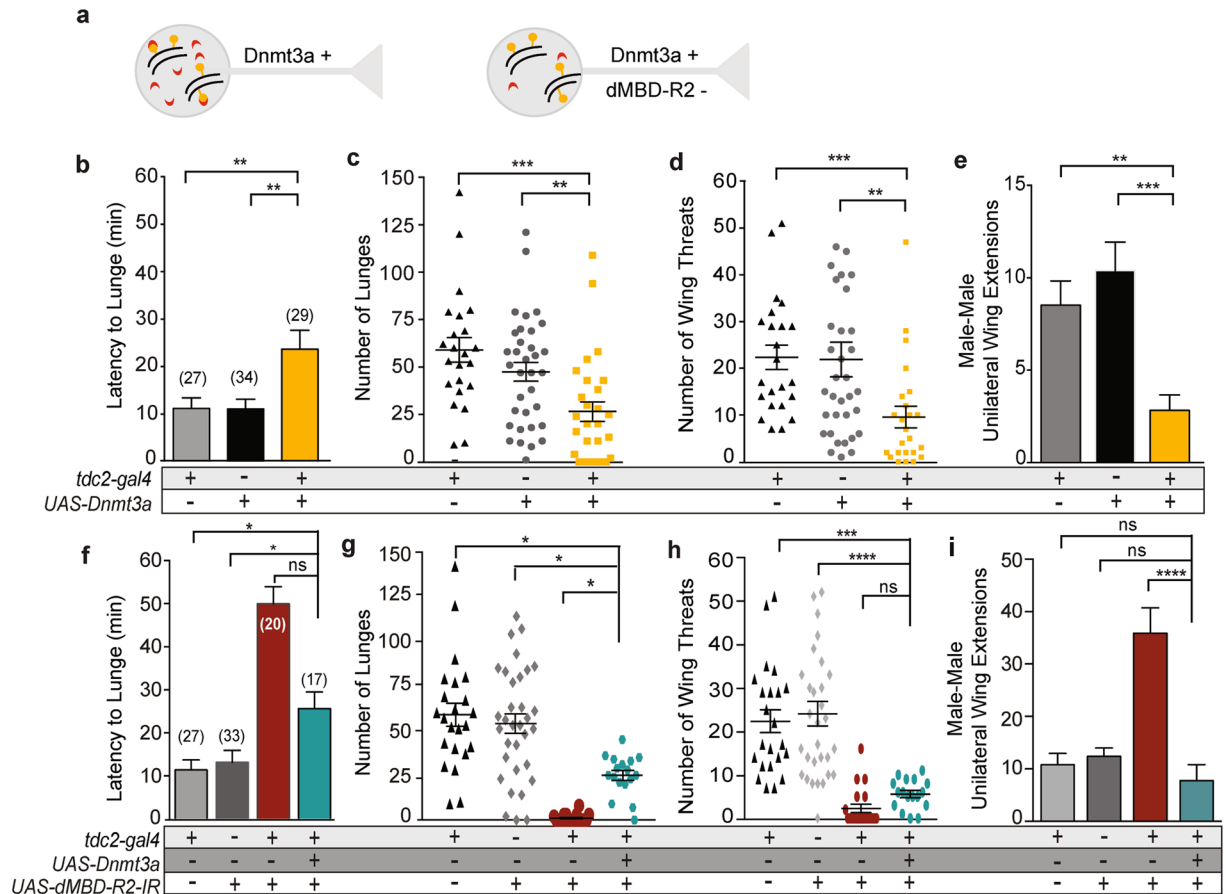 a
Dnmt3a +
Dnmt3a +
dMBD-R2 -
b
Latency to Lunge (min)
60
50
40
30
20
10
0
**
**
(27)
(34)
(29)
c
Number of Lunges
150
125
100
75
50
25
0
***
**
d
Number of Wing Threats
60
50
40
30
20
10
0
***
**
e
Male-Male
Unilateral Wing Extensions
15
10
5
0
**
***
tdc2-gal4 + - + + - + + - + + - +
UAS-Dnmt3a - + + - + + - + + - + +
f
Latency to Lunge (min)
60
50
40
30
20
10
0
*
*
ns
(27)
(33)
(20)
(17)
g
Number of Lunges
150
125
100
75
50
25
0
*
*
*
h
Number of Wing Threats
60
50
40
30
20
10
0
***
****
ns
i
Male-Male
Unilateral Wing Extensions
50
40
30
20
10
0
ns
ns
****
tdc2-gal4 + - + + + - + + + - + + + - + +
UAS-Dnmt3a - - - + - - - + - - - + - - - +
UAS-dMBD-R2-IR - + + + - + + + - + + + - + + +